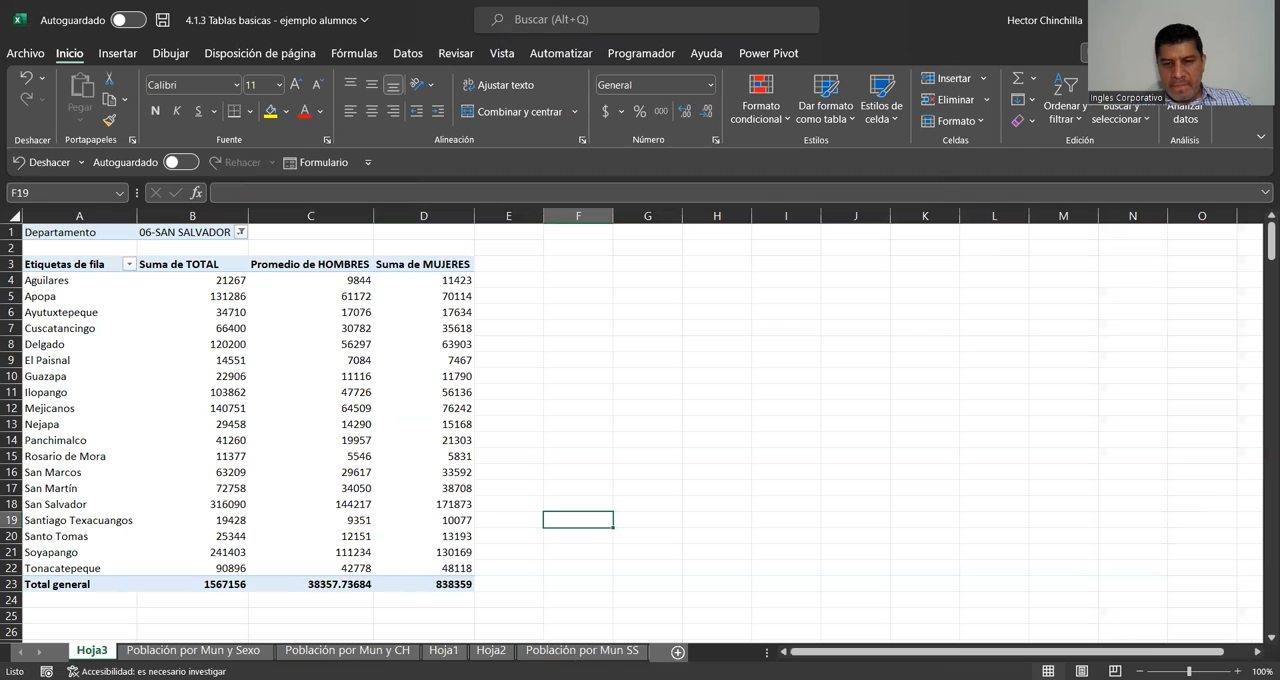 Autoguardado 4.1.3 Tablas basicas - ejemplo alumnos Buscar (Alt+Q) Hector Chinchilla
Archivo Inicio Insertar Dibujar Disposición de página Fórmulas Datos Revisar Vista Automatizar Programador Ayuda Power Pivot
Pegar Calibri 11 Ajustar texto General Formato condicional Dar formato como tabla Estilos de celda Insertar Ordenar y filtrar Buscar y seleccionar Analizar datos
N K S Combinar y centrar $ % 000 Eliminar
Formato
Ingles Corporativo
Deshacer Portapapeles Fuente Alineación Número Estilos Celdas Edición Análisis
Deshacer Autoguardado Rehacer Formulario
F19 fx
A B C D E F G H I J K L M N O
1 Departamento 06-SAN SALVADOR
2
3 Etiquetas de fila Suma de TOTAL Promedio de HOMBRES Suma de MUJERES
4 Aguilares 21267 9844 11423
5 Apopa 131286 61172 70114
6 Ayutuxtepeque 34710 17076 17634
7 Cuscatancingo 66400 30782 35618
8 Delgado 120200 56297 63903
9 El Paisnal 14551 7084 7467
10 Guazapa 22906 11116 11790
11 Ilopango 103862 47726 56136
12 Mejicanos 140751 64509 76242
13 Nejapa 29458 14290 15168
14 Panchimalco 41260 19957 21303
15 Rosario de Mora 11377 5546 5831
16 San Marcos 63209 29617 33592
17 San Martín 72758 34050 38708
18 San Salvador 316090 144217 171873
19 Santiago Texacuangos 19428 9351 10077
20 Santo Tomas 25344 12151 13193
21 Soyapango 241403 111234 130169
22 Tonacatepeque 90896 42778 48118
23 Total general 1567156 38357.73684 838359
24
25
26
Hoja3 Población por Mun y Sexo Población por Mun y CH Hoja1 Hoja2 Población por Mun SS
Listo Accesibilidad: es necesario investigar 100%